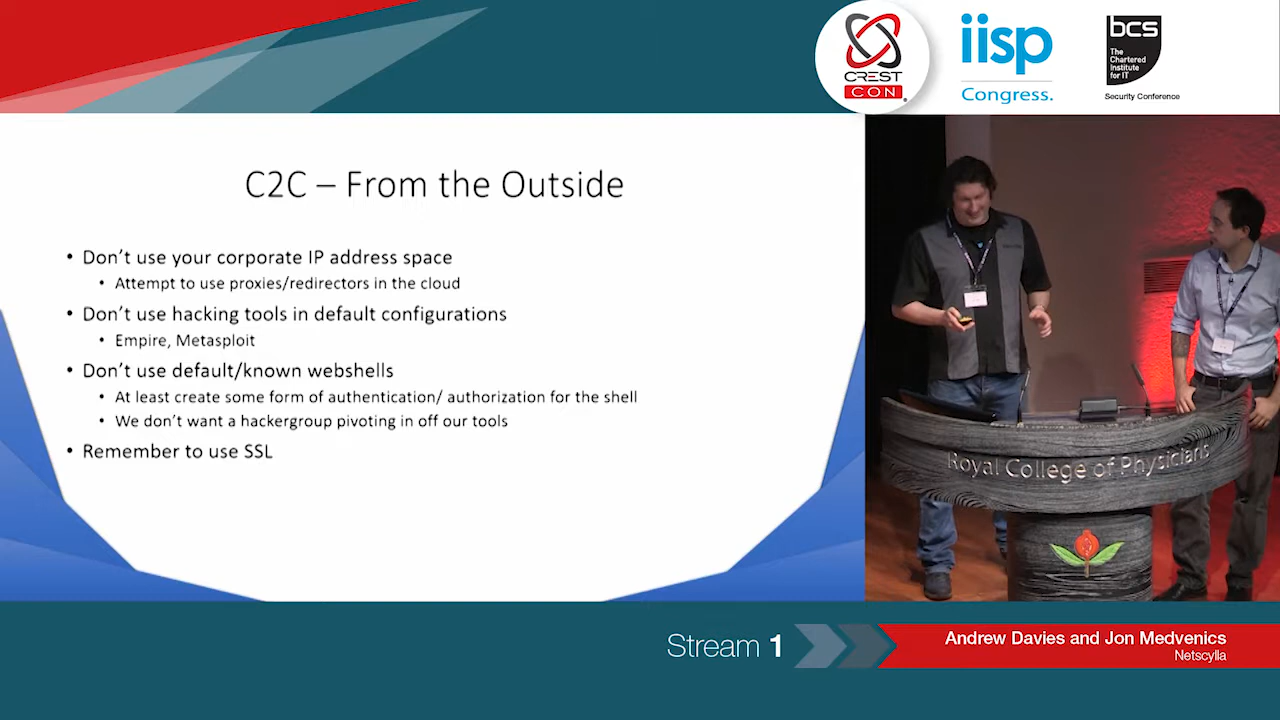 CREST
CON
iisp
Congress.
bcs
The
Chartered
Institute
for IT
Security Conference
C2C – From the Outside
• Don't use your corporate IP address space
• Attempt to use proxies/redirectors in the cloud
• Don't use hacking tools in default configurations
• Empire, Metasploit
• Don't use default/known webshells
• At least create some form of authentication/ authorization for the shell
• We don't want a hackergroup pivoting in off our tools
• Remember to use SSL
Royal College of Physicians
Stream 1
Andrew Davies and Jon Medvenics
Netscylla